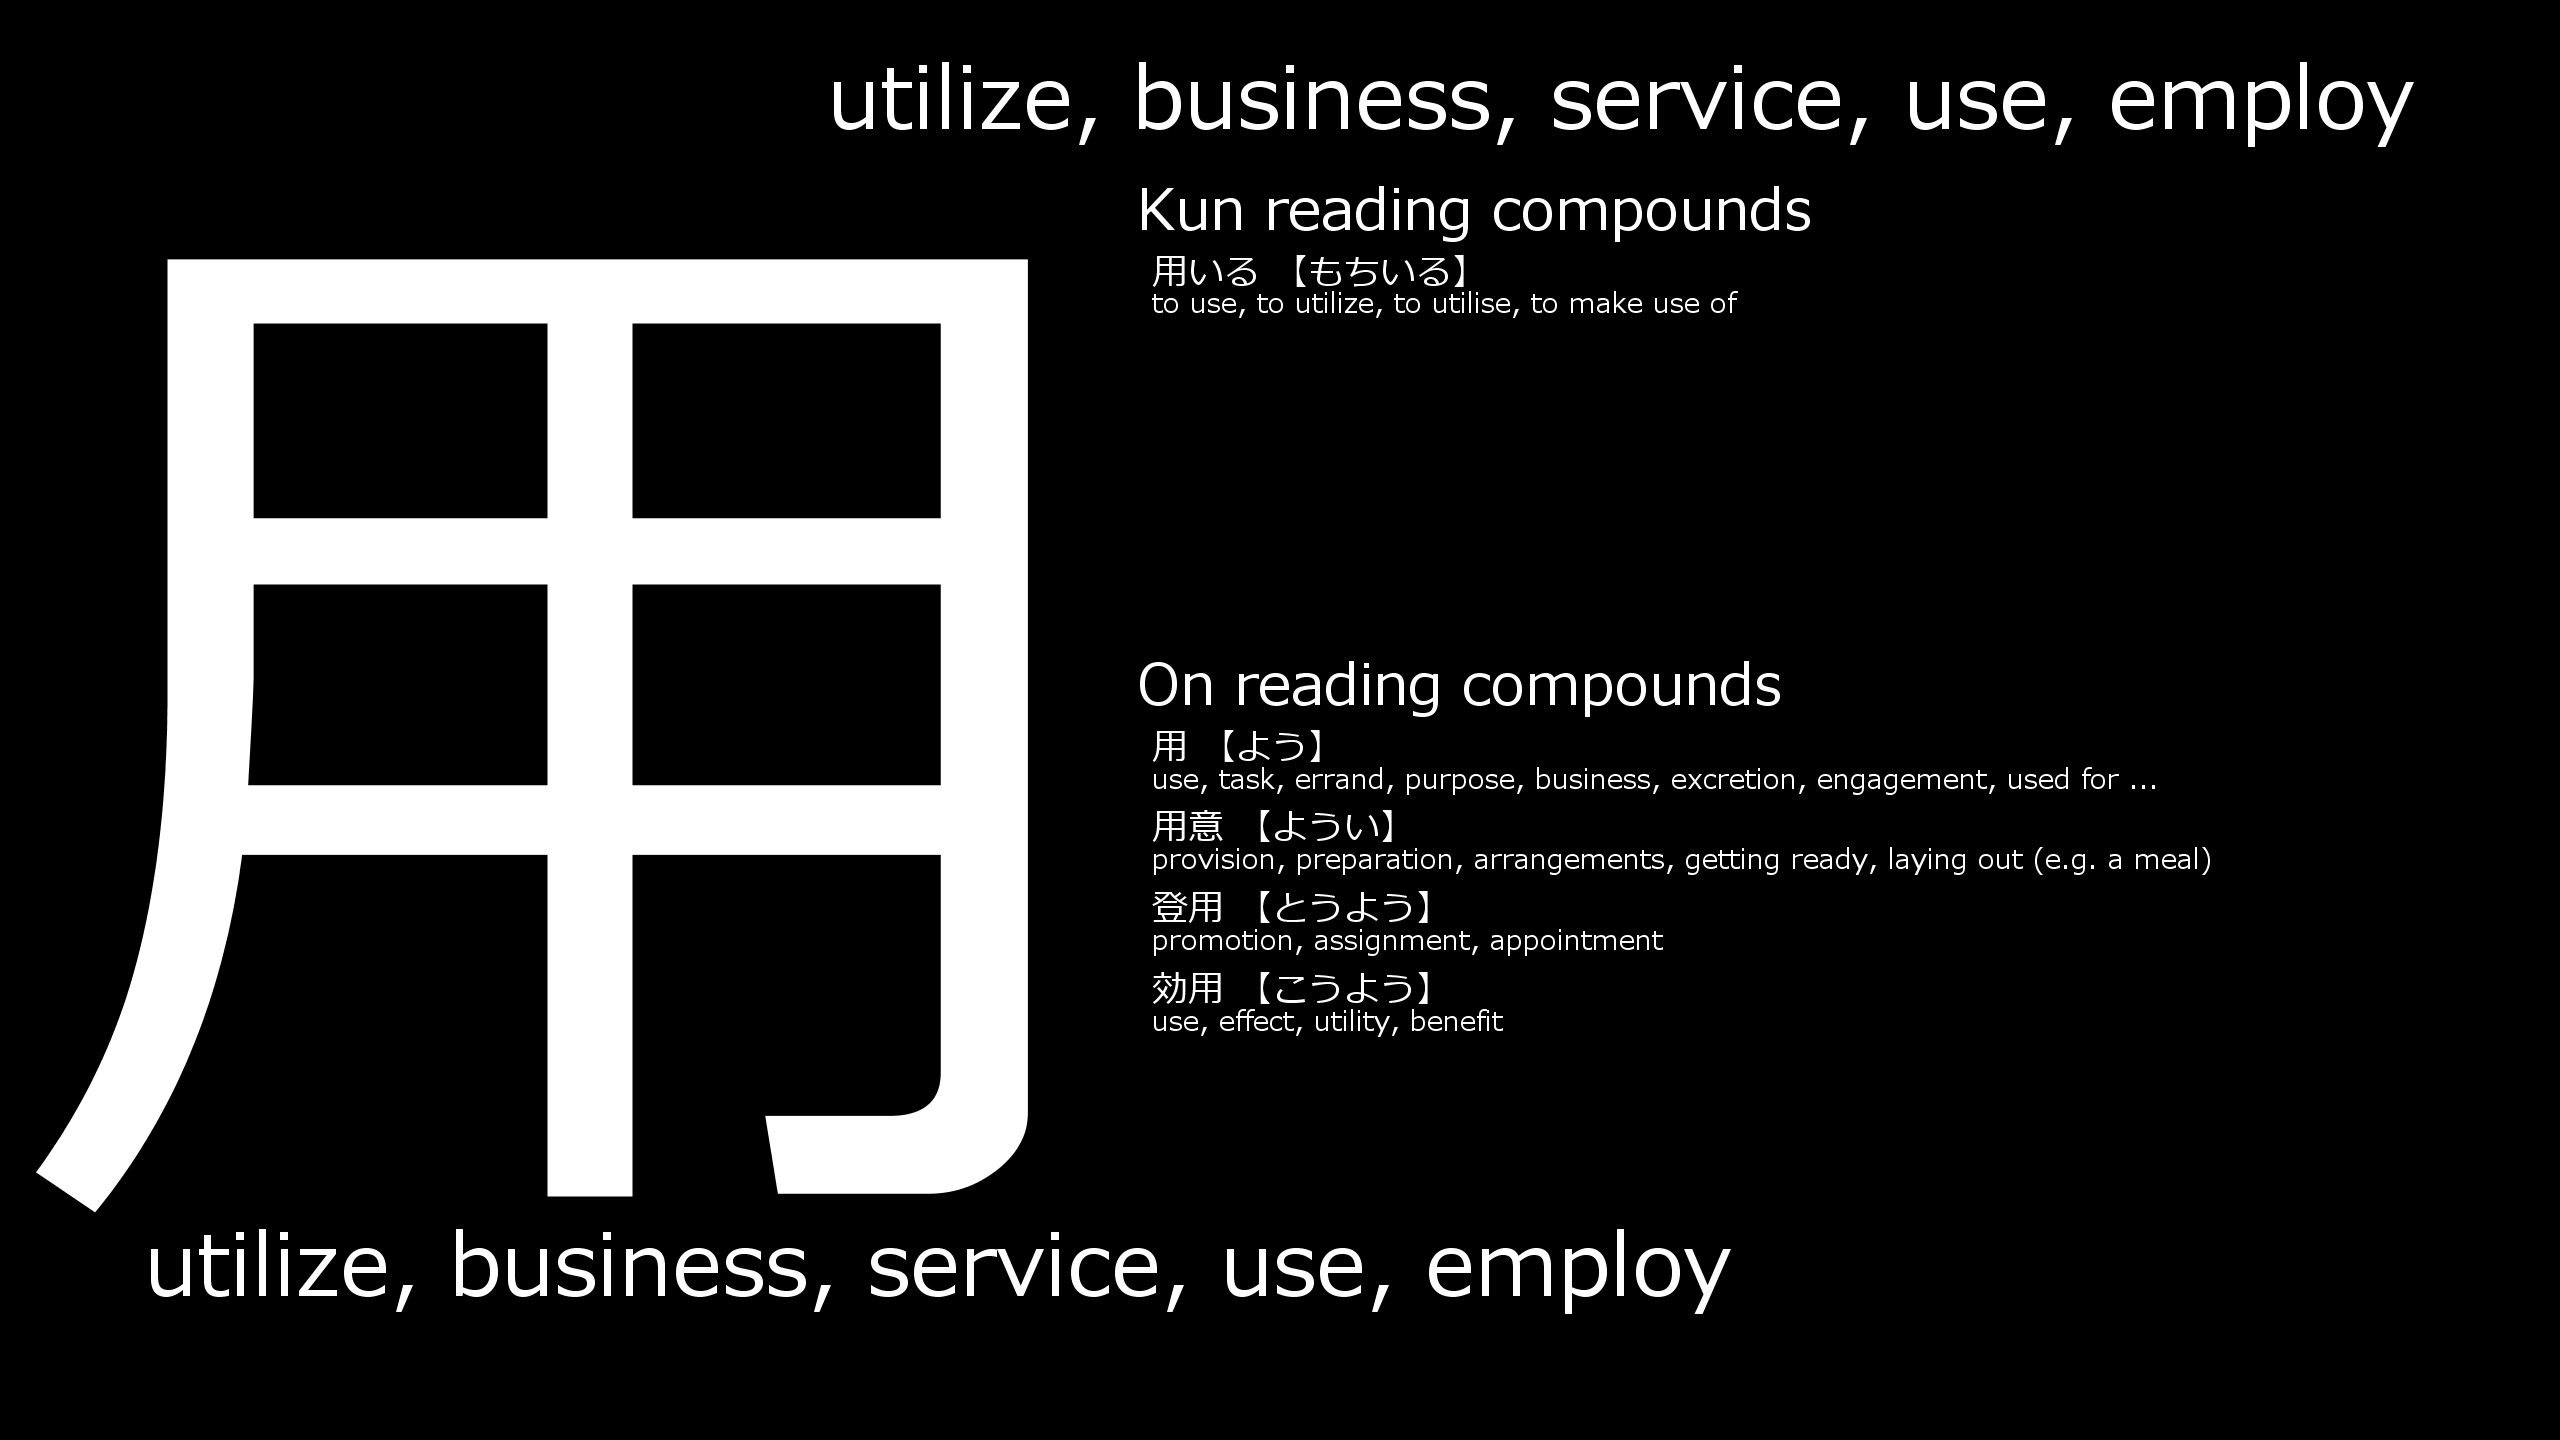 utilize, business, service, use, employ
用
Kun reading compounds
用いる 【もちいる】
to use, to utilize, to utilise, to make use of
On reading compounds
用 【よう】
use, task, errand, purpose, business, excretion, engagement, used for ...
用意 【ようい】
provision, preparation, arrangements, getting ready, laying out (e.g. a meal)
登用 【とうよう】
promotion, assignment, appointment
効用 【こうよう】
use, effect, utility, benefit
utilize, business, service, use, employ